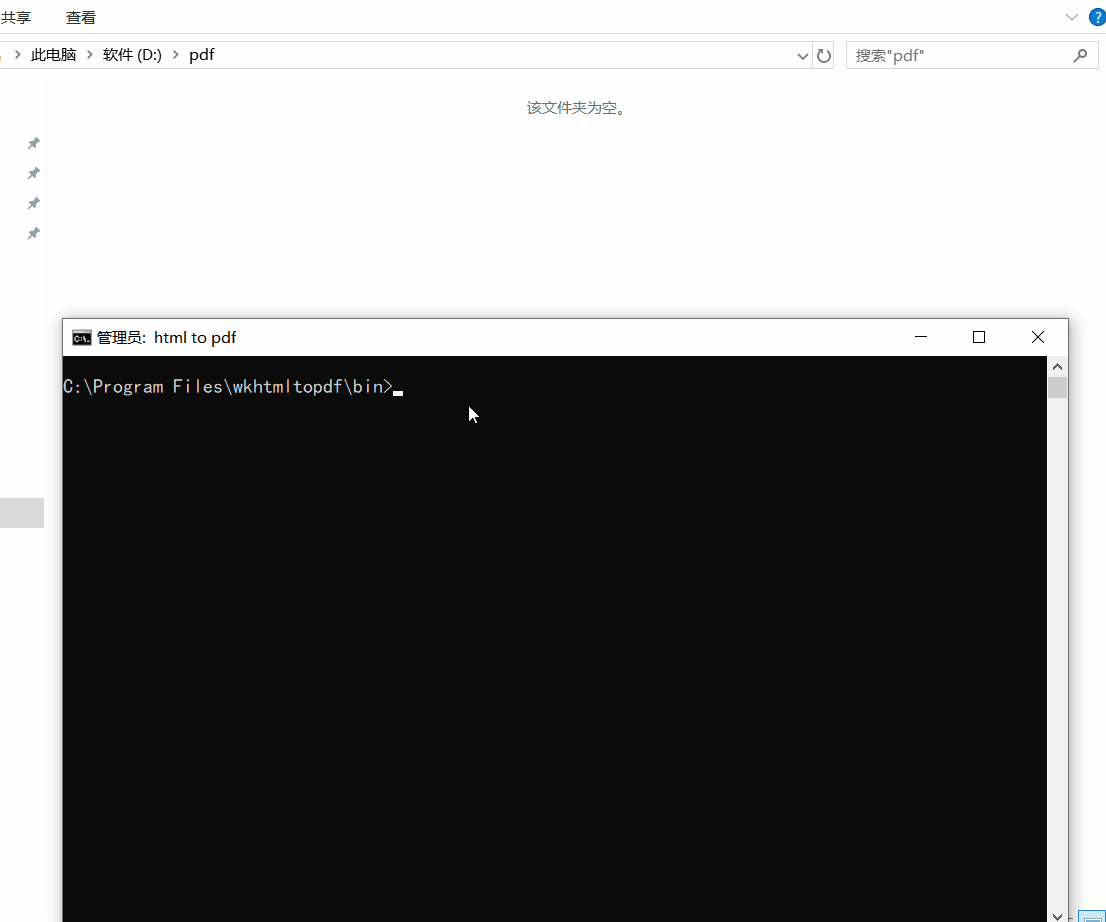 共享 查看
?
此电脑 > 软件 (D:) > pdf
搜索"pdf"
该文件夹为空。
管理员: html to pdf
C:\Program Files\wkhtmltopdf\bin>